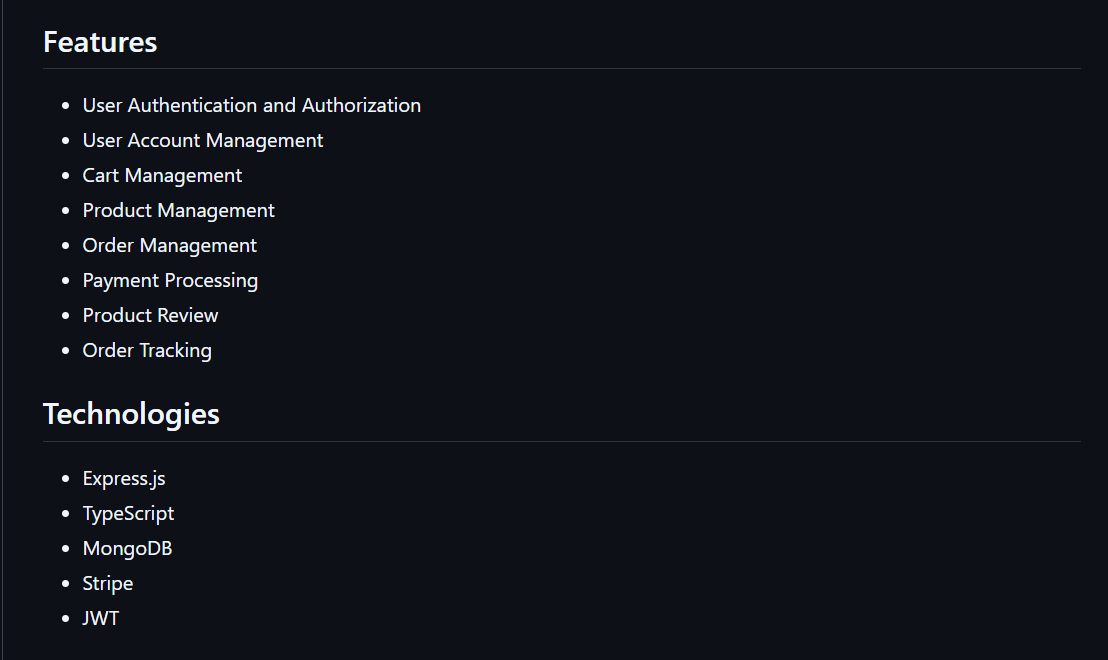 Features
User Authentication and Authorization
User Account Management
Cart Management
Product Management
Order Management
Payment Processing
Product Review
Order Tracking
Technologies
Express.js
TypeScript
MongoDB
Stripe
JWT